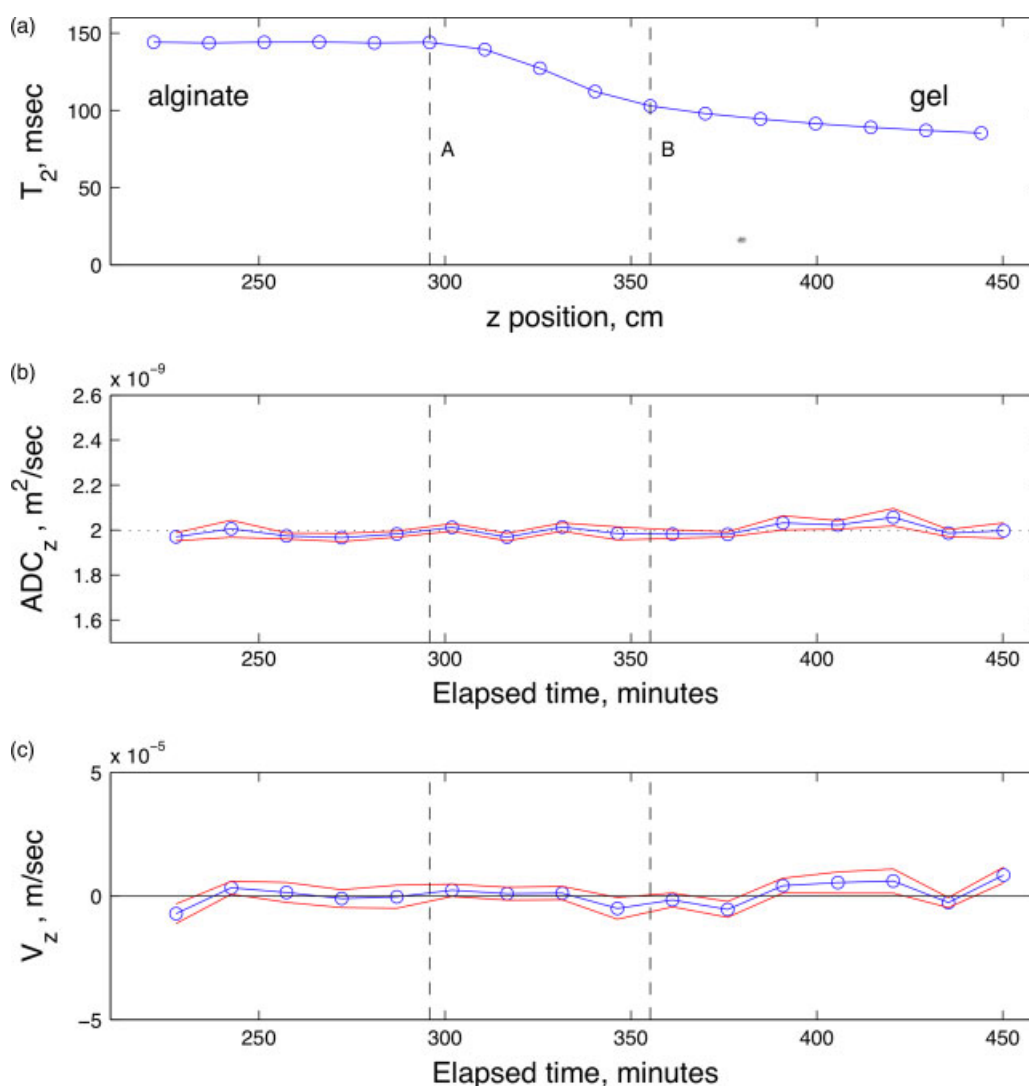 (a)
150
100
50
0
T2, msec
alginate
gel
A
B
250 300 350 400 450
z position, cm
(b)
x 10−9
2.6
2.4
2.2
2
1.8
1.6
ADCz, m2/sec
250 300 350 400 450
Elapsed time, minutes
(c)
x 10−5
5
0
−5
Vz, m/sec
250 300 350 400 450
Elapsed time, minutes